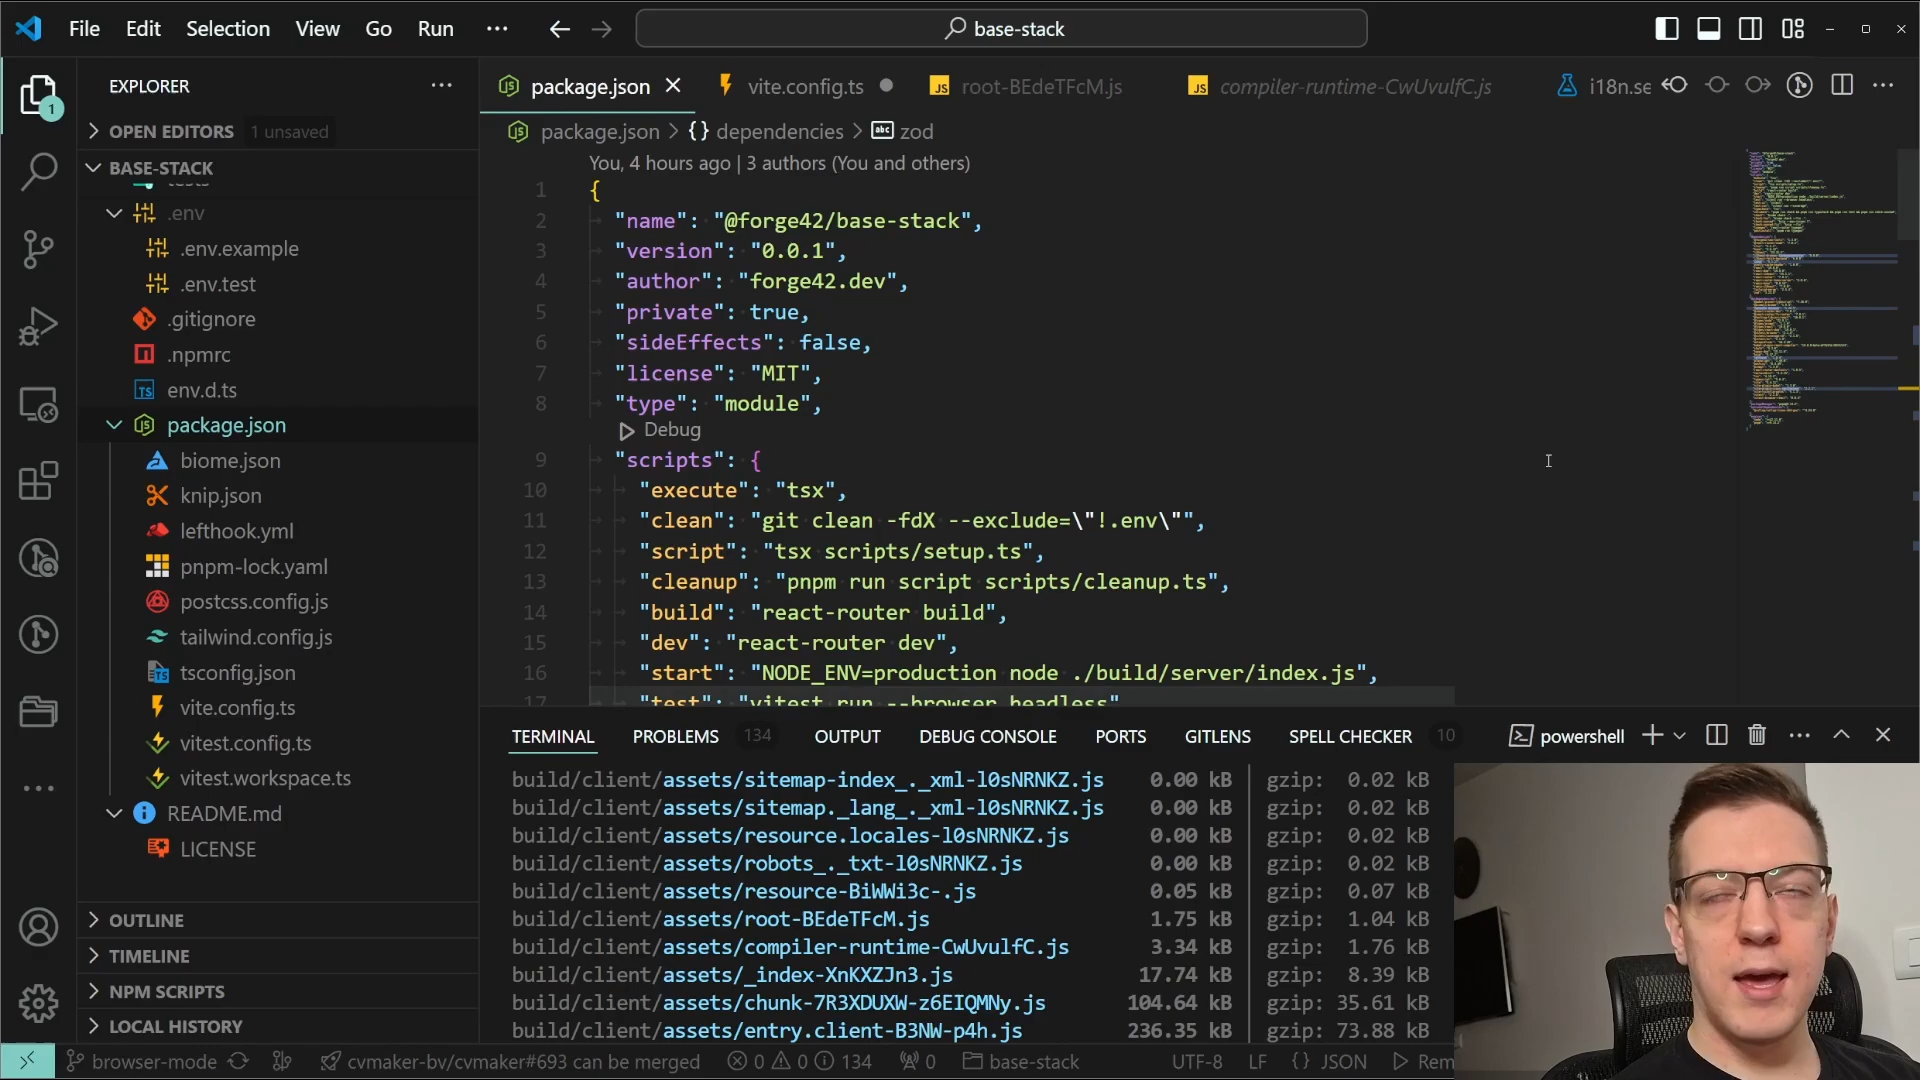 File Edit Selection View Go Run ··· base-stack
EXPLORER
1
OPEN EDITORS 1 unsaved
BASE-STACK
tests
.env
.env.example
.env.test
.gitignore
.npmrc
env.d.ts
package.json
biome.json
knip.json
lefthook.yml
pnpm-lock.yaml
postcss.config.js
tailwind.config.js
tsconfig.json
vite.config.ts
vitest.config.ts
vitest.workspace.ts
README.md
LICENSE
OUTLINE
TIMELINE
NPM SCRIPTS
LOCAL HISTORY
package.json vite.config.ts root-BEdeTFcM.js compiler-runtime-CwUvulfC.js i18n.se
package.json > {} dependencies > abc zod
You, 4 hours ago | 3 authors (You and others)
1 {
2 "name": "@forge42/base-stack",
3 "version": "0.0.1",
4 "author": "forge42.dev",
5 "private": true,
6 "sideEffects": false,
7 "license": "MIT",
8 "type": "module",
Debug
9 "scripts": {
10 "execute": "tsx",
11 "clean": "git clean -fdX --exclude=\"!.env\"",
12 "script": "tsx scripts/setup.ts",
13 "cleanup": "pnpm run script scripts/cleanup.ts",
14 "build": "react-router build",
15 "dev": "react-router dev",
16 "start": "NODE_ENV=production node ./build/server/index.js",
17 "test": "vitest run --browser.headless"
TERMINAL PROBLEMS 134 OUTPUT DEBUG CONSOLE PORTS GITLENS SPELL CHECKER 10 powershell
build/client/assets/sitemap-index_._xml-l0sNRNKZ.js 0.00 kB │ gzip: 0.02 kB
build/client/assets/sitemap._lang_._xml-l0sNRNKZ.js 0.00 kB │ gzip: 0.02 kB
build/client/assets/resource.locales-l0sNRNKZ.js 0.00 kB │ gzip: 0.02 kB
build/client/assets/robots_._txt-l0sNRNKZ.js 0.00 kB │ gzip: 0.02 kB
build/client/assets/resource-BiWWi3c-.js 0.05 kB │ gzip: 0.07 kB
build/client/assets/root-BEdeTFcM.js 1.75 kB │ gzip: 1.04 kB
build/client/assets/compiler-runtime-CwUvulfC.js 3.34 kB │ gzip: 1.76 kB
build/client/assets/_index-XnKXZJn3.js 17.74 kB │ gzip: 8.39 kB
build/client/assets/chunk-7R3XDUXW-z6EIQMNy.js 104.64 kB │ gzip: 35.61 kB
build/client/assets/entry.client-B3NW-p4h.js 236.35 kB │ gzip: 73.88 kB
browser-mode cvmaker-bv/cvmaker#693 can be merged 0 0 134 0 base-stack UTF-8 LF {} JSON Rem